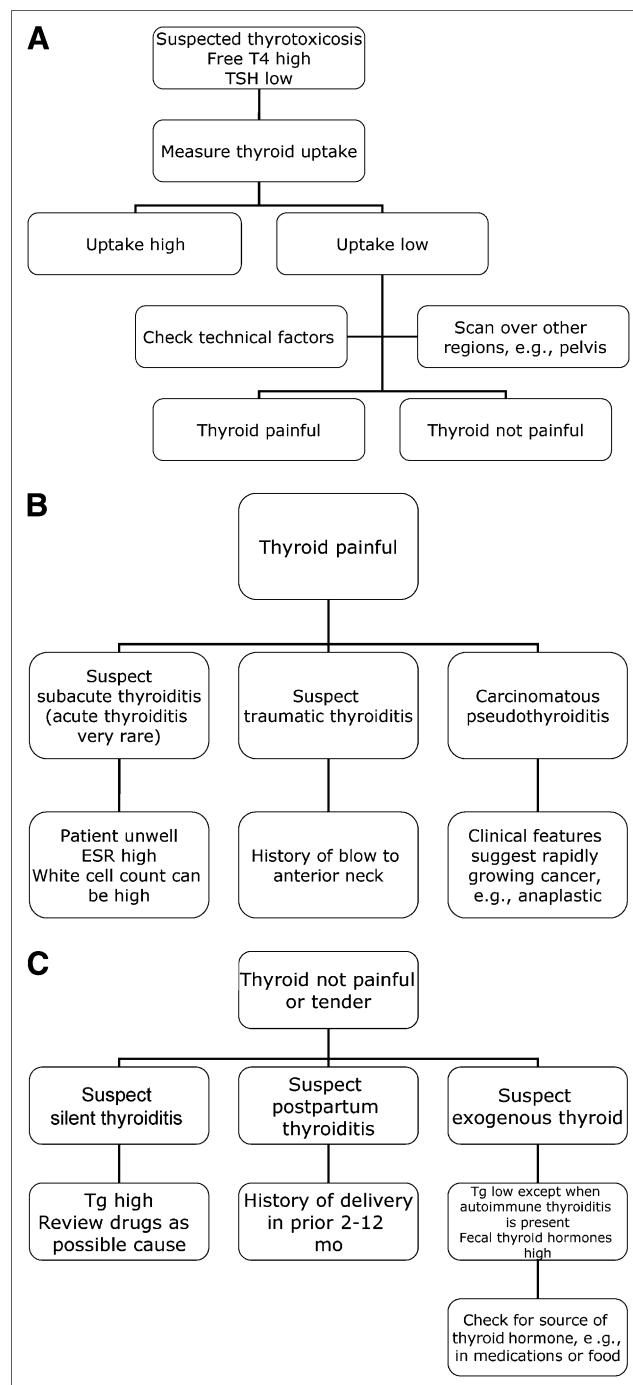 A
Suspected thyrotoxicosis
Free T4 high
TSH low
Measure thyroid uptake
Uptake high
Uptake low
Check technical factors
Scan over other
regions, e.g., pelvis
Thyroid painful
Thyroid not painful
B
Thyroid painful
Suspect
subacute thyroiditis
(acute thyroiditis
very rare)
Suspect
traumatic thyroiditis
Carcinomatous
pseudothyroiditis
Patient unwell
ESR high
White cell count can
be high
History of blow to
anterior neck
Clinical features
suggest rapidly
growing cancer,
e.g., anaplastic
C
Thyroid not painful
or tender
Suspect
silent thyroiditis
Suspect
postpartum
thyroiditis
Suspect
exogenous thyroid
Tg high
Review drugs as
possible cause
History of delivery
in prior 2-12
mo
Tg low except when
autoimmune thyroiditis
is present
Fecal thyroid hormones
high
Check for source of
thyroid hormone, e .g.,
in medications or food